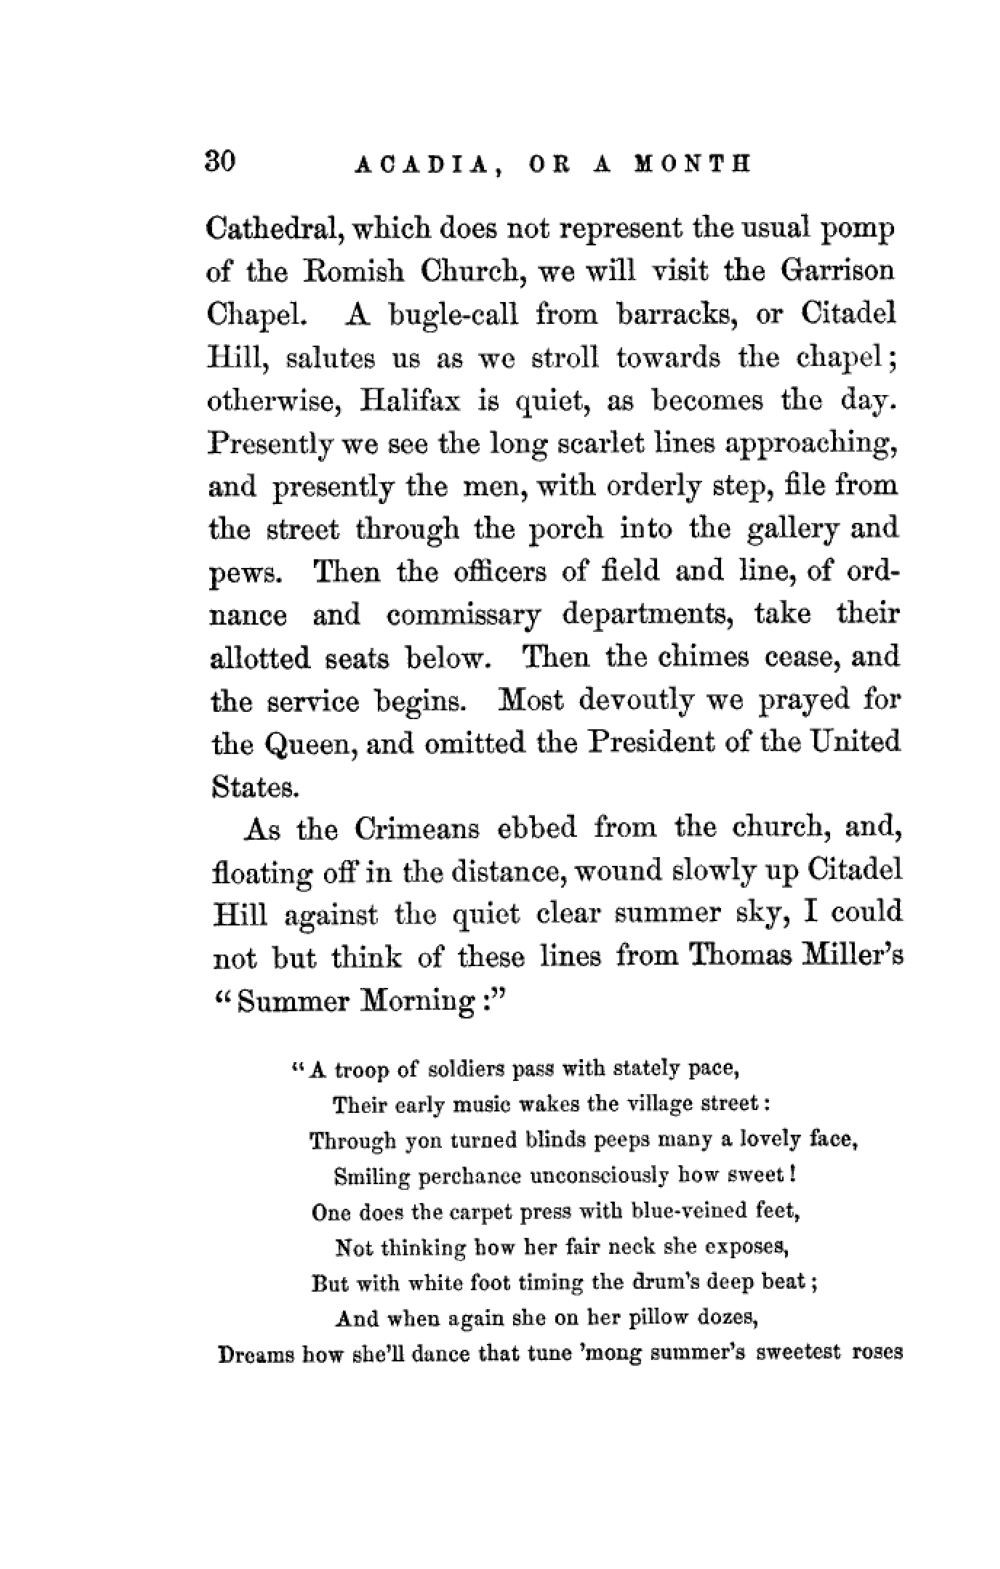 30 ACADIA, OR A MONTH
Cathedral, which does not represent the usual pomp
of the Romish Church, we will visit the Garrison
Chapel. A bugle-call from barracks, or Citadel
Hill, salutes us as we stroll towards the chapel;
otherwise, Halifax is quiet, as becomes the day.
Presently we see the long scarlet lines approaching,
and presently the men, with orderly step, file from
the street through the porch into the gallery and
pews. Then the officers of field and line, of ord-
nance and commissary departments, take their
allotted seats below. Then the chimes cease, and
the service begins. Most devoutly we prayed for
the Queen, and omitted the President of the United
States.
As the Crimeans ebbed from the church, and,
floating off in the distance, wound slowly up Citadel
Hill against the quiet clear summer sky, I could
not but think of these lines from Thomas Miller's
“Summer Morning:”
“A troop of soldiers pass with stately pace,
Their early music wakes the village street:
Through yon turned blinds peeps many a lovely face,
Smiling perchance unconsciously how sweet!
One does the carpet press with blue-veined feet,
Not thinking how her fair neck she exposes,
But with white foot timing the drum's deep beat;
And when again she on her pillow dozes,
Dreams how she'll dance that tune 'mong summer's sweetest roses